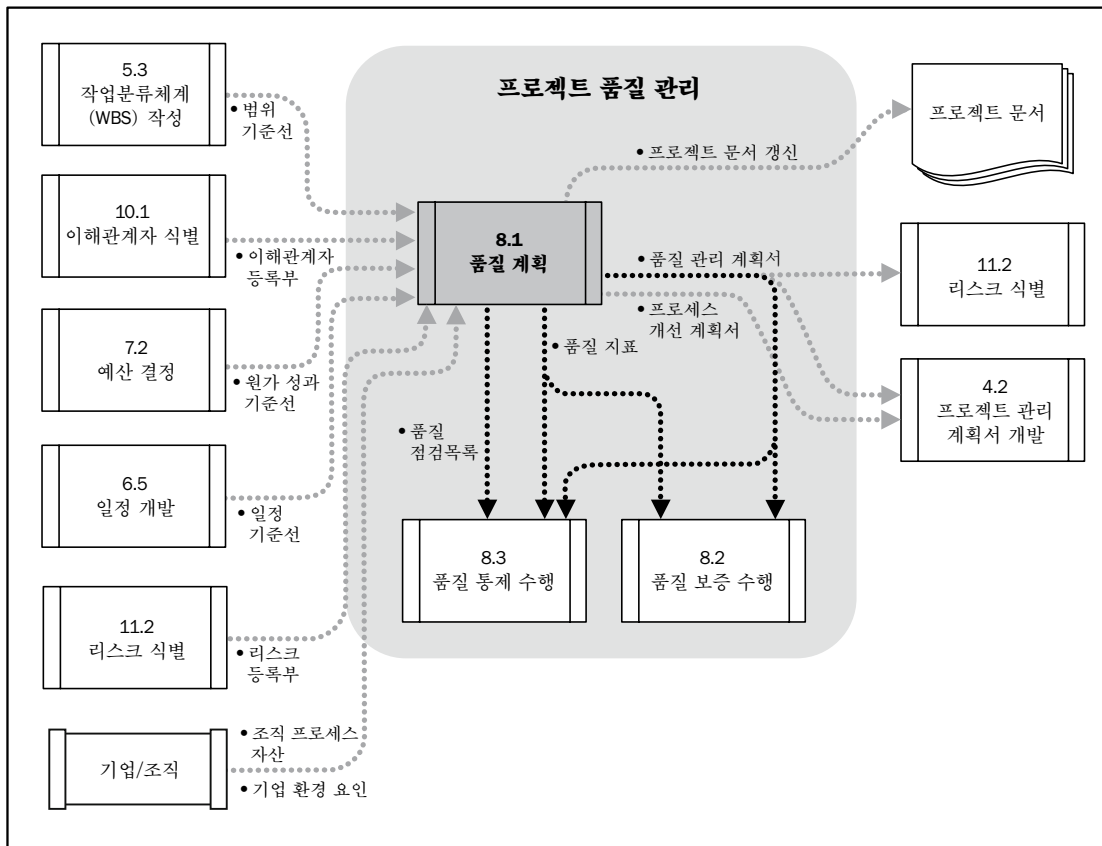 프로젝트 품질 관리
5.3
작업분류체계
(WBS) 작성
• 범위
기준선
10.1
이해관계자 식별
• 이해관계자
등록부
7.2
예산 결정
• 원가 성과
기준선
6.5
일정 개발
• 일정
기준선
11.2
리스크 식별
• 리스크
등록부
기업/조직
• 조직 프로세스
자산
• 기업 환경 요인
8.1
품질 계획
• 프로젝트 문서 갱신
• 품질 관리 계획서
• 프로세스
개선 계획서
• 품질 지표
• 품질
점검목록
8.3
품질 통제 수행
8.2
품질 보증 수행
프로젝트 문서
11.2
리스크 식별
4.2
프로젝트 관리
계획서 개발